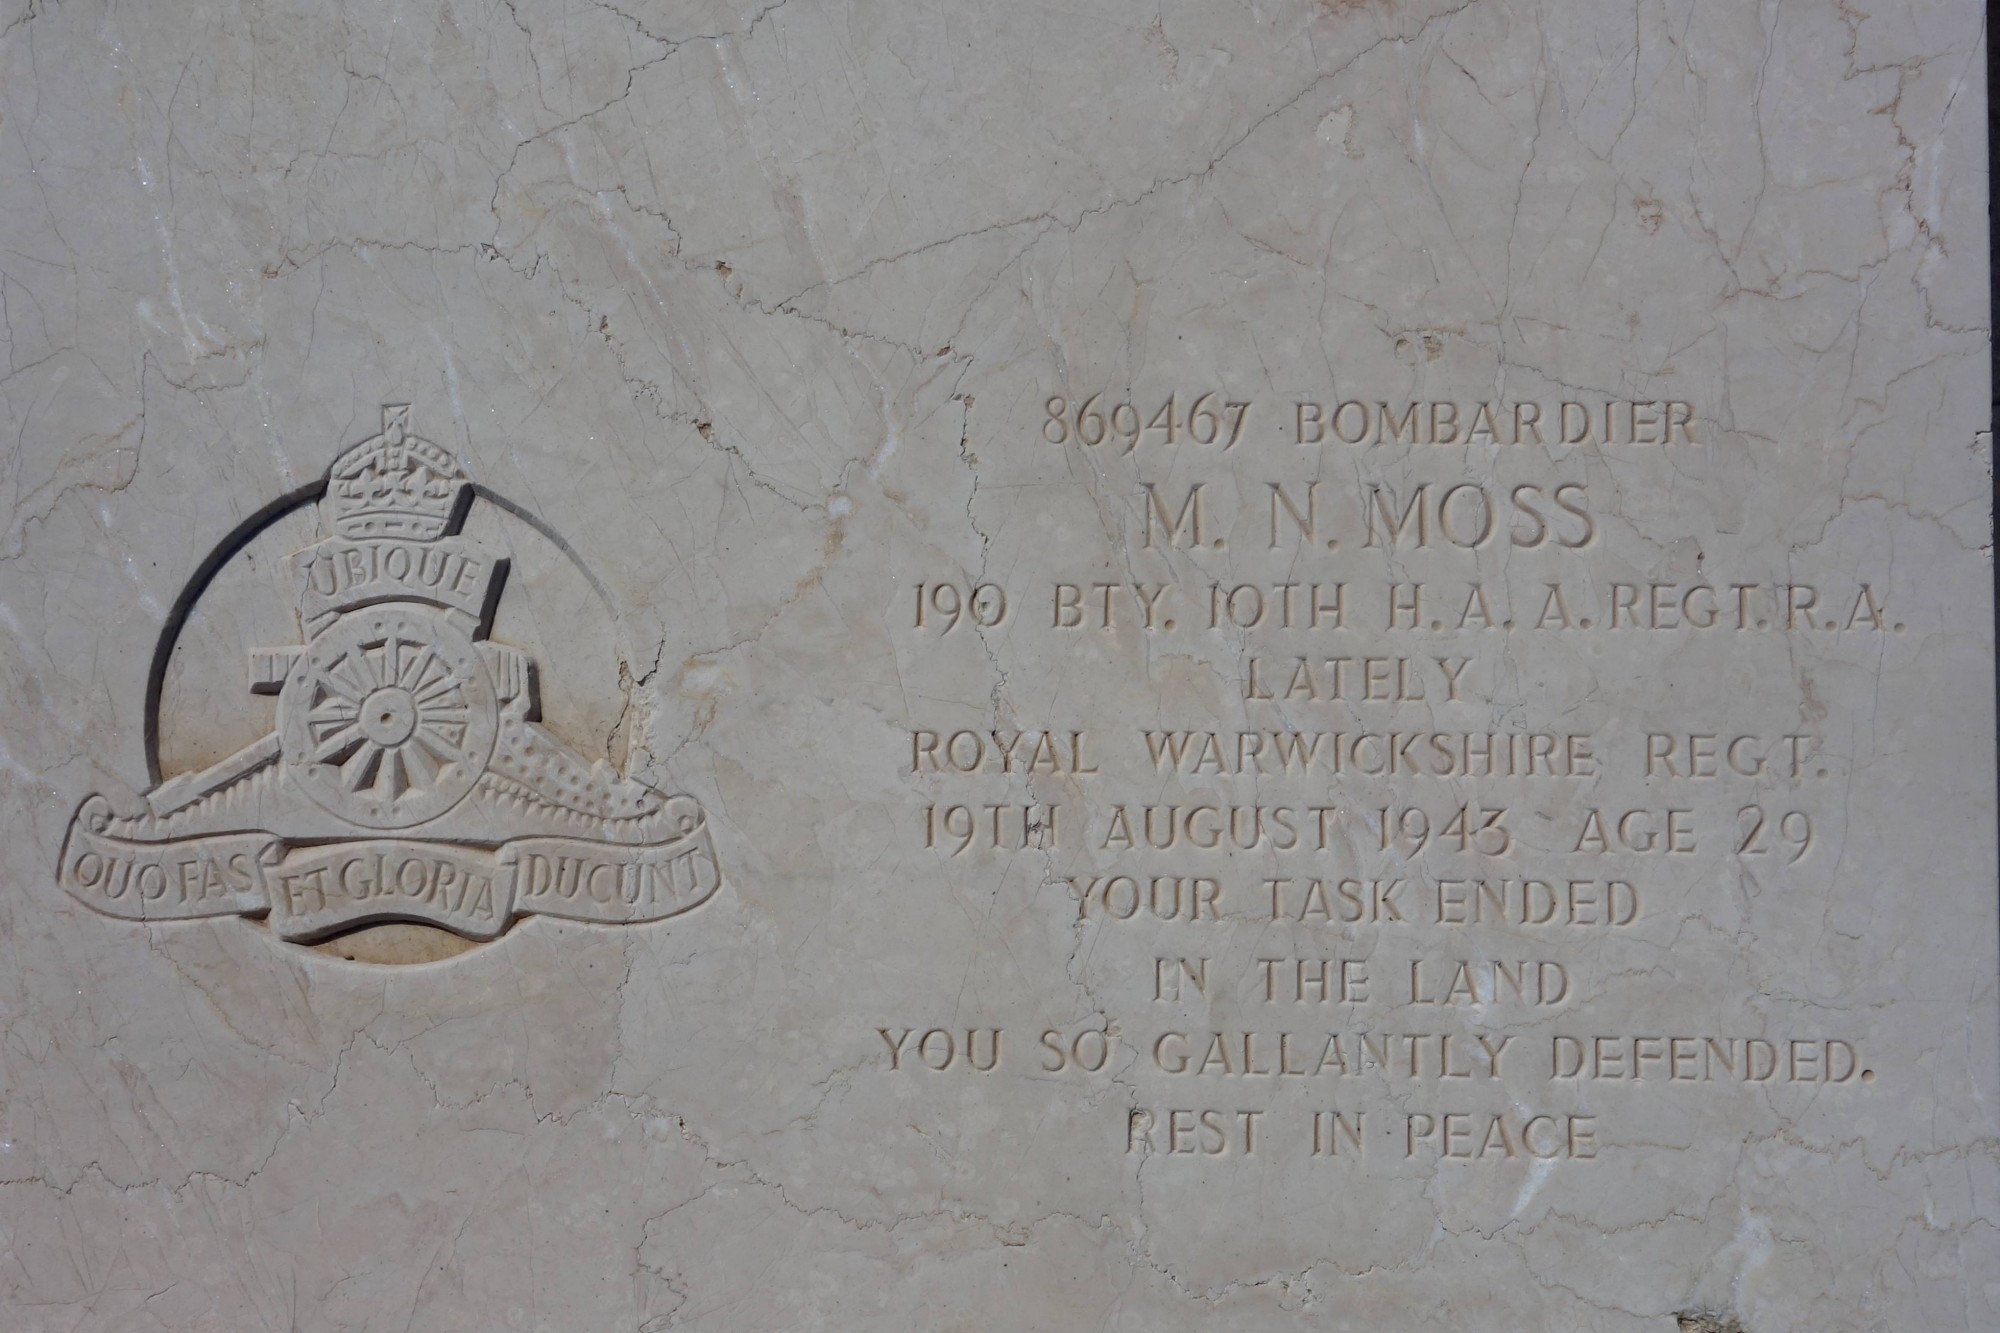 UBIQUE
QUO FAS ET GLORIA DUCUNT
869467 BOMBARDIER
M. N. MOSS
190 BTY. 10TH H. A. A. REGT. R. A.
LATELY
ROYAL WARWICKSHIRE REGT.
19TH AUGUST 1943 AGE 29
YOUR TASK ENDED
IN THE LAND
YOU SO GALLANTLY DEFENDED.
REST IN PEACE